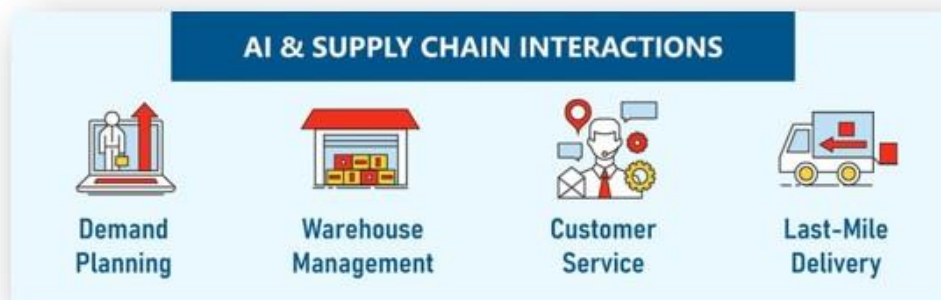 AI & SUPPLY CHAIN INTERACTIONS
Demand
Planning
Warehouse
Management
Customer
Service
Last-Mile
Delivery